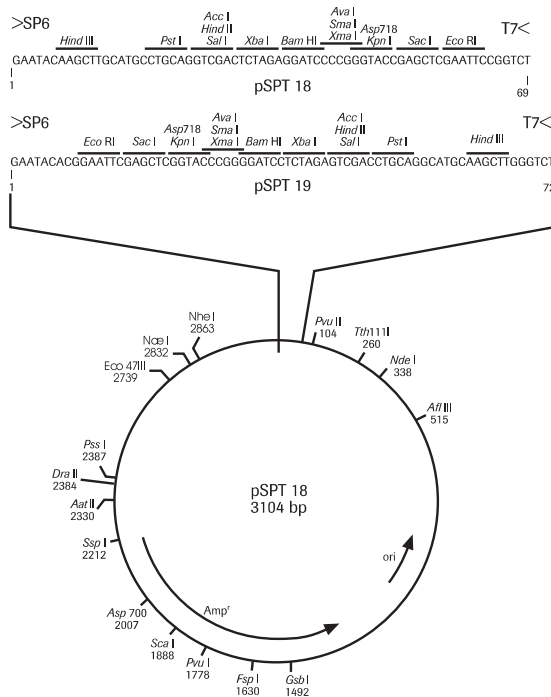 >SP6 T7<
Acc I Ava I
Hind II Sma I Asp718
Hind III Pst I Sal I Xba I Bam HI Xma I Kpn I Sac I Eco RI
GAATACAAGCTTGCATGCCTGCAGGTCGACTCTAGAGGATCCCCGGGTACCGAGCTCGAATTCCGGTCT
1 69
pSPT 18
>SP6 T7<
Ava I Acc I
Asp718 Sma I Hind II
Eco RI Sac I Kpn I Xma I Bam HI Xba I Sal I Pst I Hind III
GAATACACGGAATTCGAGCTCGGTACCCGGGGATCCTCTAGAGTCGACCTGCAGGCATGCAAGCTTGGGTCT
1 72
pSPT 19
Nhe I
2863
Nae I
2832
Eco 47III
2739
Pvu II
104
Tth111 I
260
Nde I
338
Afl III
515
Pss I
2387
Dra II
2384
Aat II
2330
Ssp I
2212
pSPT 18
3104 bp
ori
Ampr
Asp 700
2007
Sca I
1888
Pvu I
1778
Fsp I
1630
Gsb I
1492